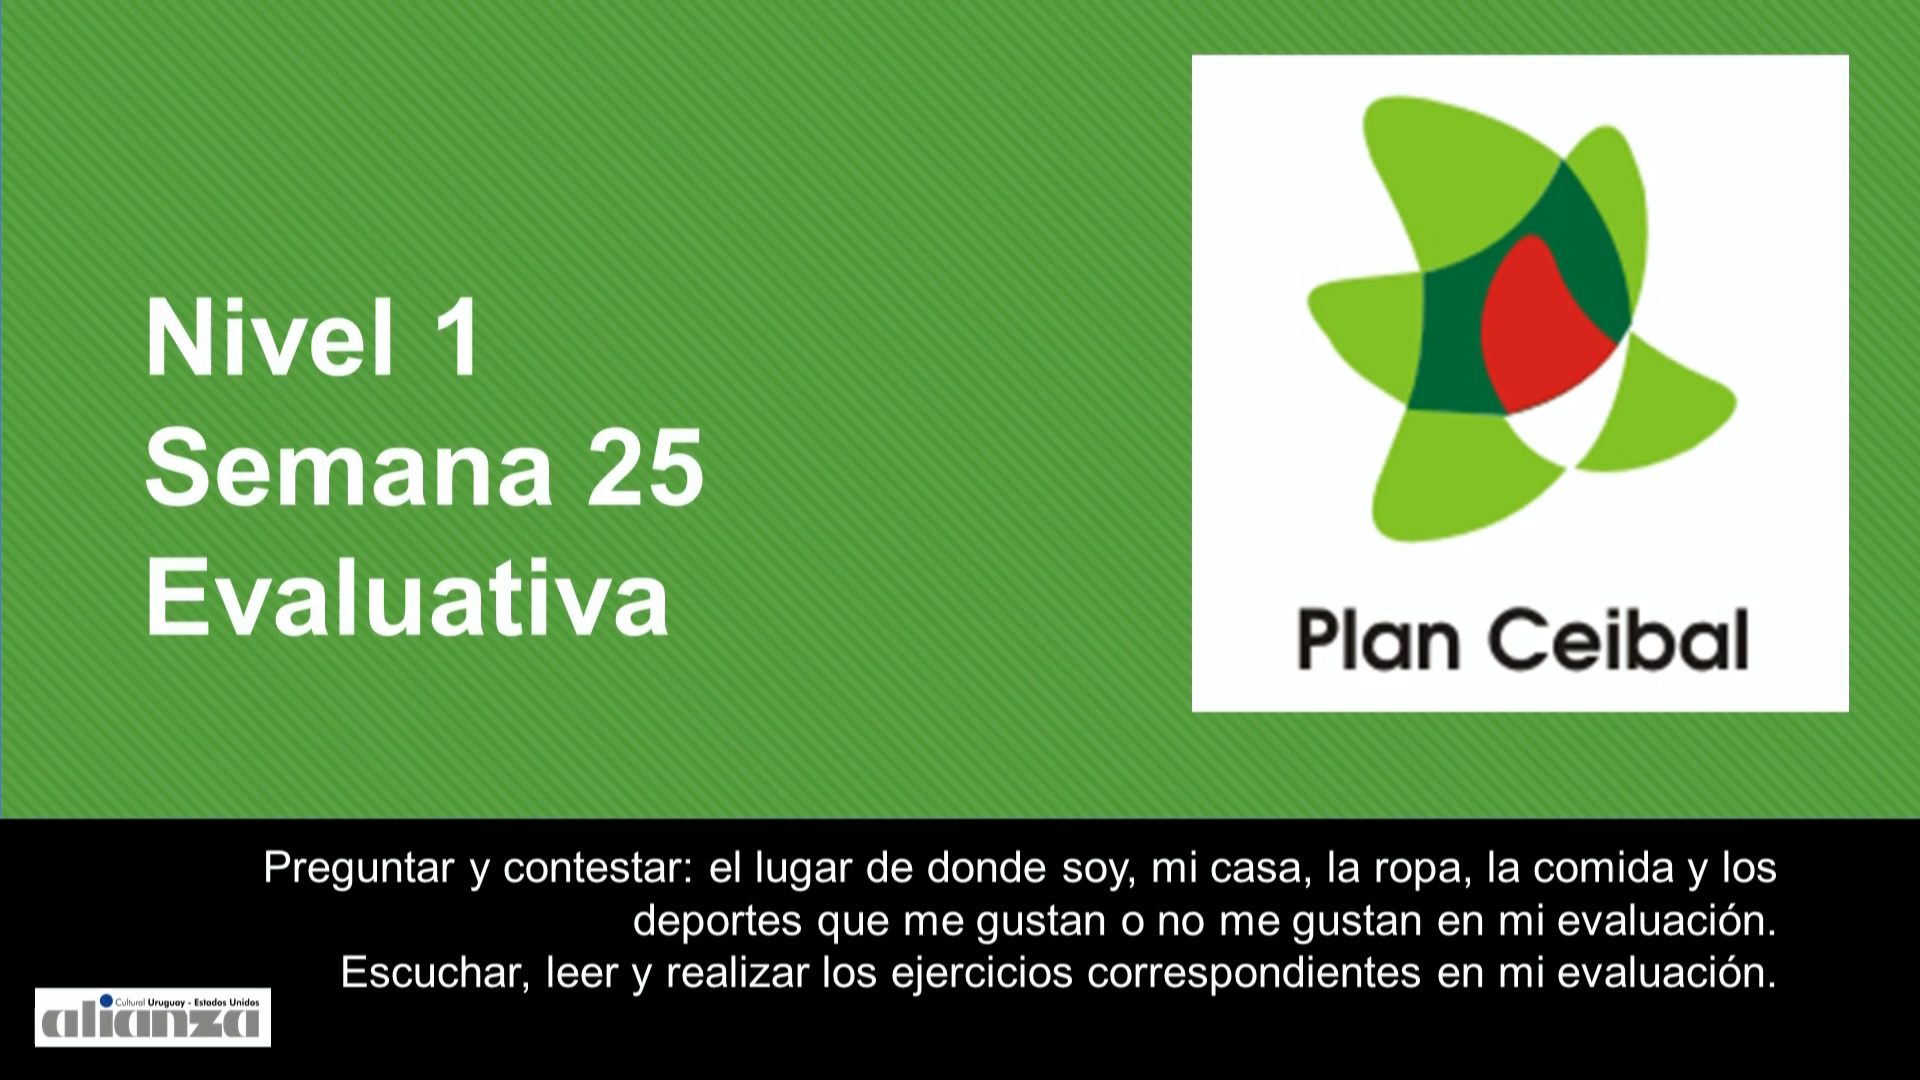 Nivel 1
Semana 25
Evaluativa
Plan Ceibal
Preguntar y contestar: el lugar de donde soy, mi casa, la ropa, la comida y los
deportes que me gustan o no me gustan en mi evaluación.
Escuchar, leer y realizar los ejercicios correspondientes en mi evaluación.
Cultural Uruguay - Estados Unidos
alianza